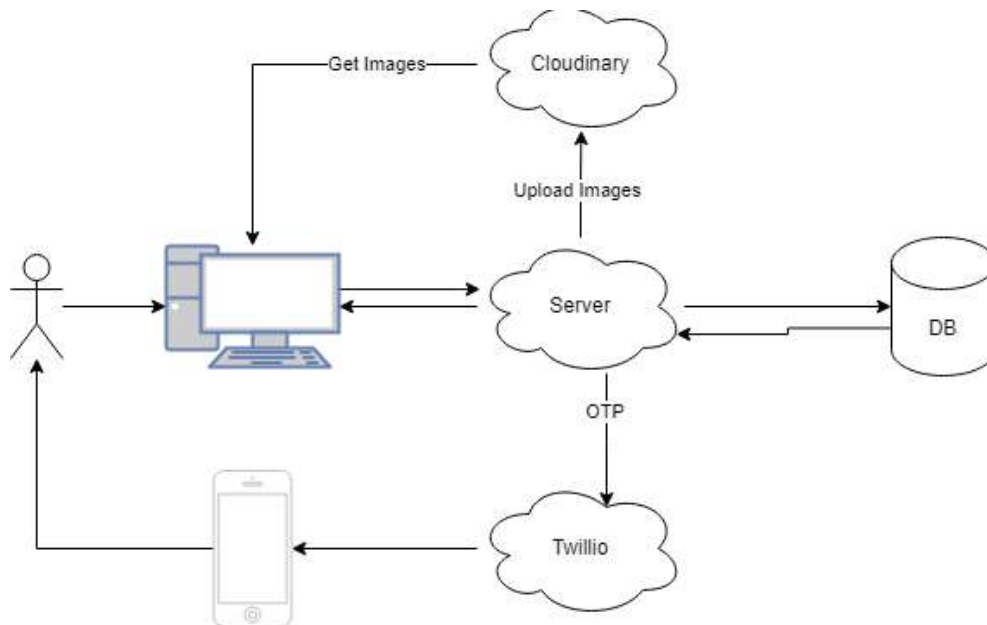 Get Images
Cloudinary
Upload Images
Server
DB
OTP
Twillio